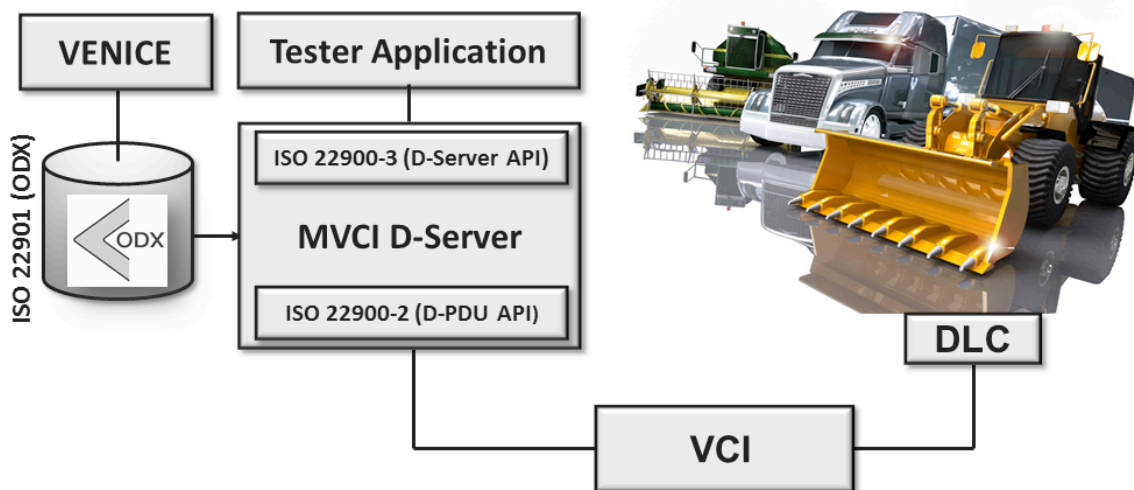 VENICE
Tester Application
ISO 22901 (ODX)
ODX
ISO 22900-3 (D-Server API)
MVCI D-Server
ISO 22900-2 (D-PDU API)
DLC
VCI